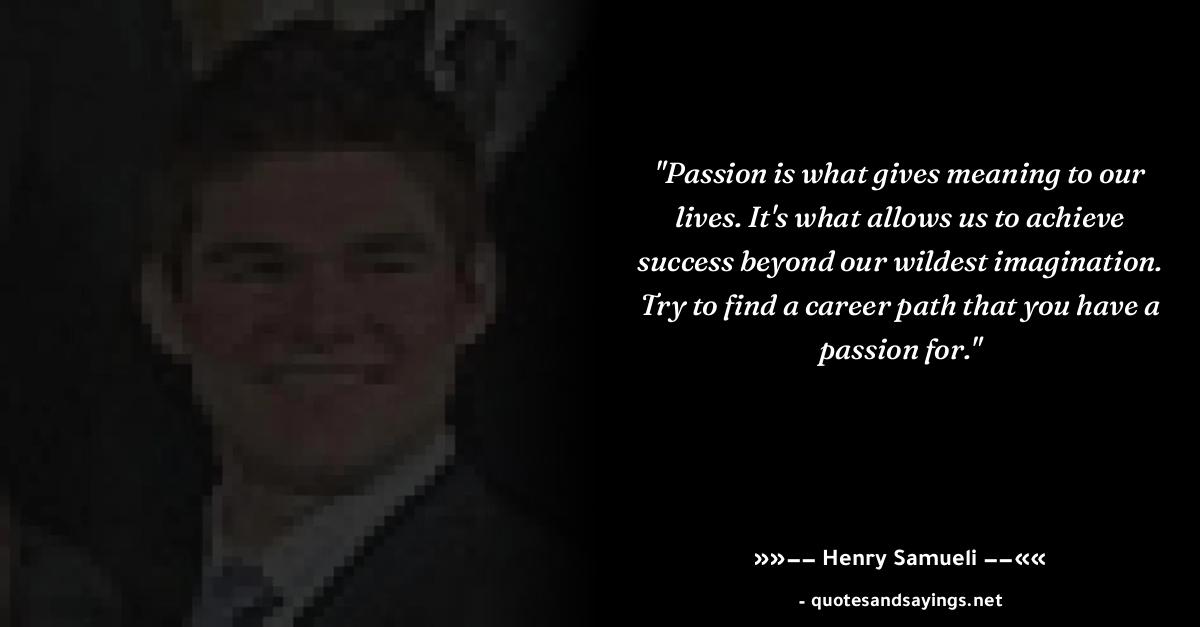 "Passion is what gives meaning to our
lives. It's what allows us to achieve
success beyond our wildest imagination.
Try to find a career path that you have a
passion for."
»»–– Henry Samueli ––««
- quotesandsayings.net